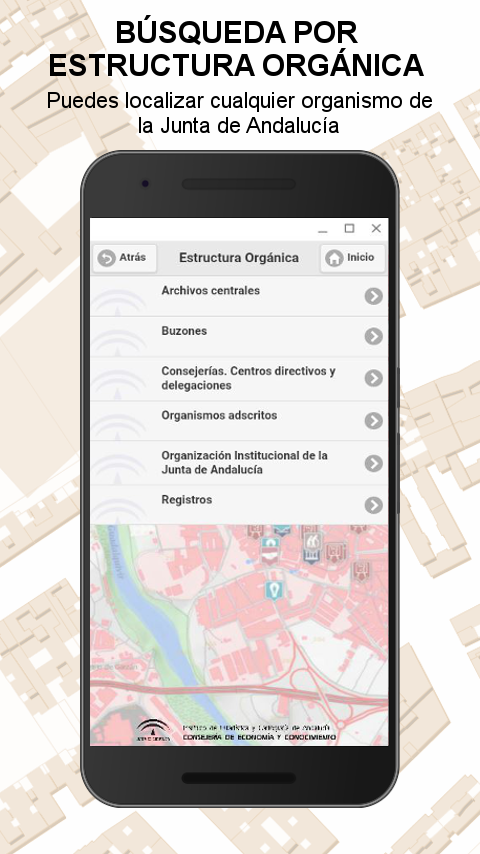 BÚSQUEDA POR
ESTRUCTURA ORGÁNICA
Puedes localizar cualquier organismo de
la Junta de Andalucía
Atrás
Estructura Orgánica
Inicio
Archivos centrales
Buzones
Consejerías. Centros directivos y
delegaciones
Organismos adscritos
Organización Institucional de la
Junta de Andalucía
Registros
Instituto de Estadística y Cartografía de Andalucía
CONSEJERÍA DE ECONOMÍA Y CONOCIMIENTO